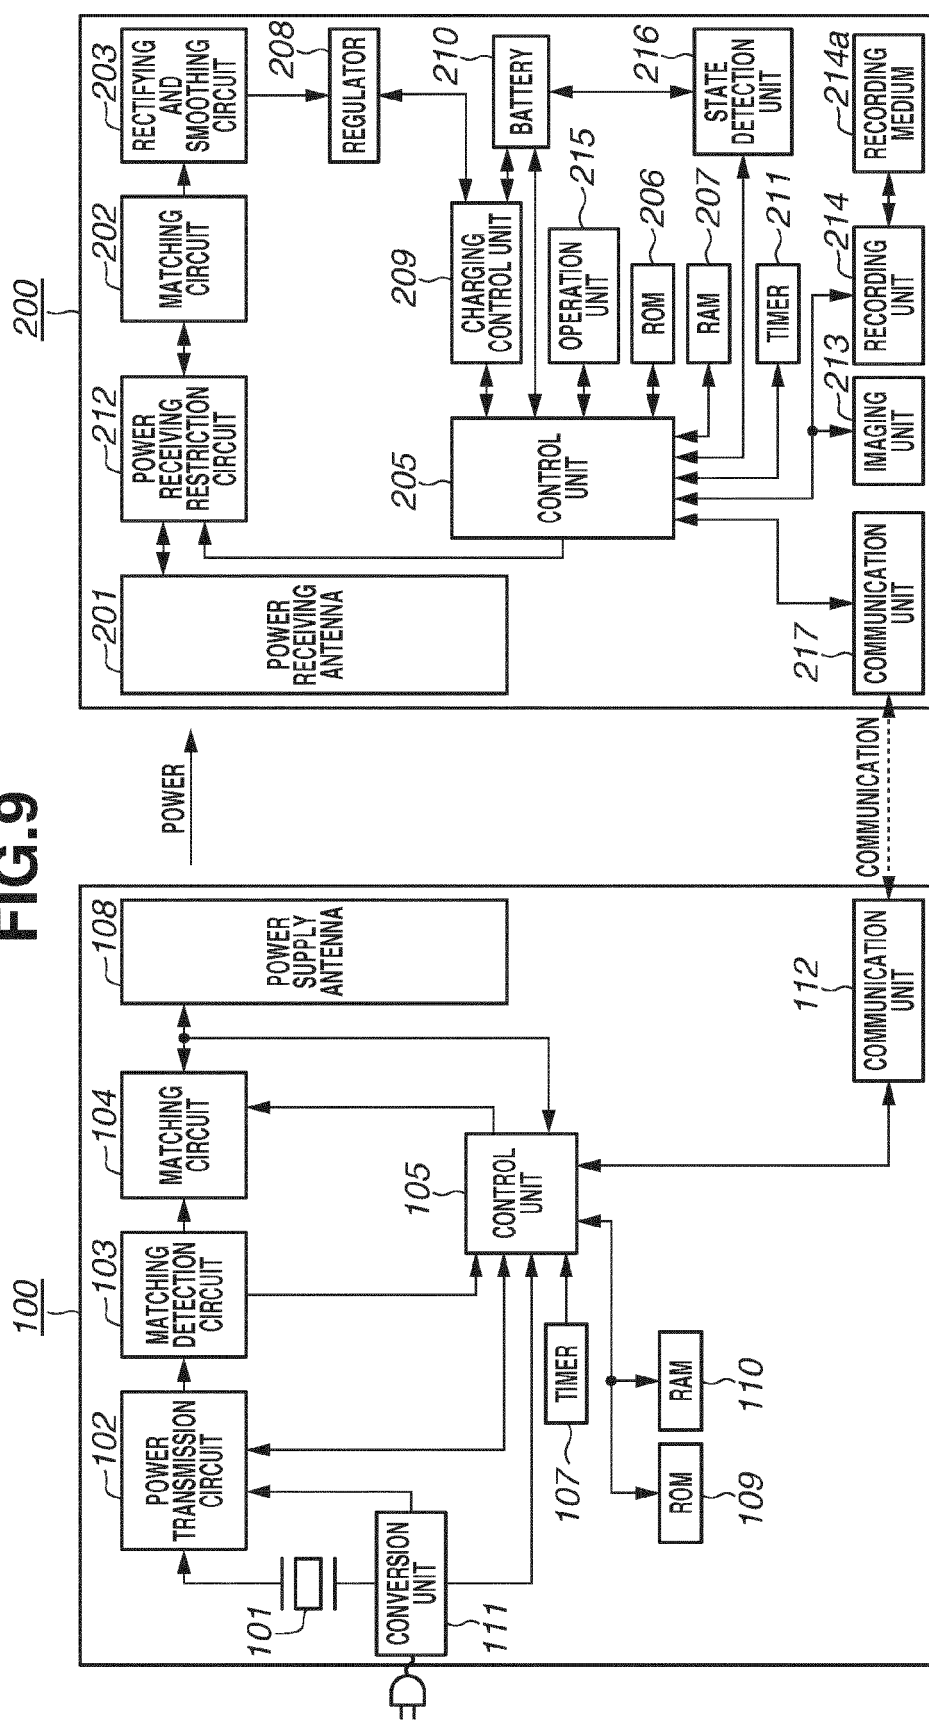 FIG.9
100
101
102
POWER
TRANSMISSION
CIRCUIT
103
MATCHING
DETECTION
CIRCUIT
104
MATCHING
CIRCUIT
108
POWER
SUPPLY
ANTENNA
105
CONTROL
UNIT
111
CONVERSION
UNIT
107
TIMER
109
ROM
110
RAM
112
COMMUNICATION
UNIT
POWER
COMMUNICATION
200
201
POWER
RECEIVING
ANTENNA
212
POWER
RECEIVING
RESTRICTION
CIRCUIT
202
MATCHING
CIRCUIT
203
RECTIFYING
AND
SMOOTHING
CIRCUIT
208
REGULATOR
205
CONTROL
UNIT
209
CHARGING
CONTROL UNIT
210
BATTERY
215
OPERATION
UNIT
206
ROM
207
RAM
211
TIMER
216
STATE
DETECTION
UNIT
217
COMMUNICATION
UNIT
213
IMAGING
UNIT
214
RECORDING
UNIT
214a
RECORDING
MEDIUM